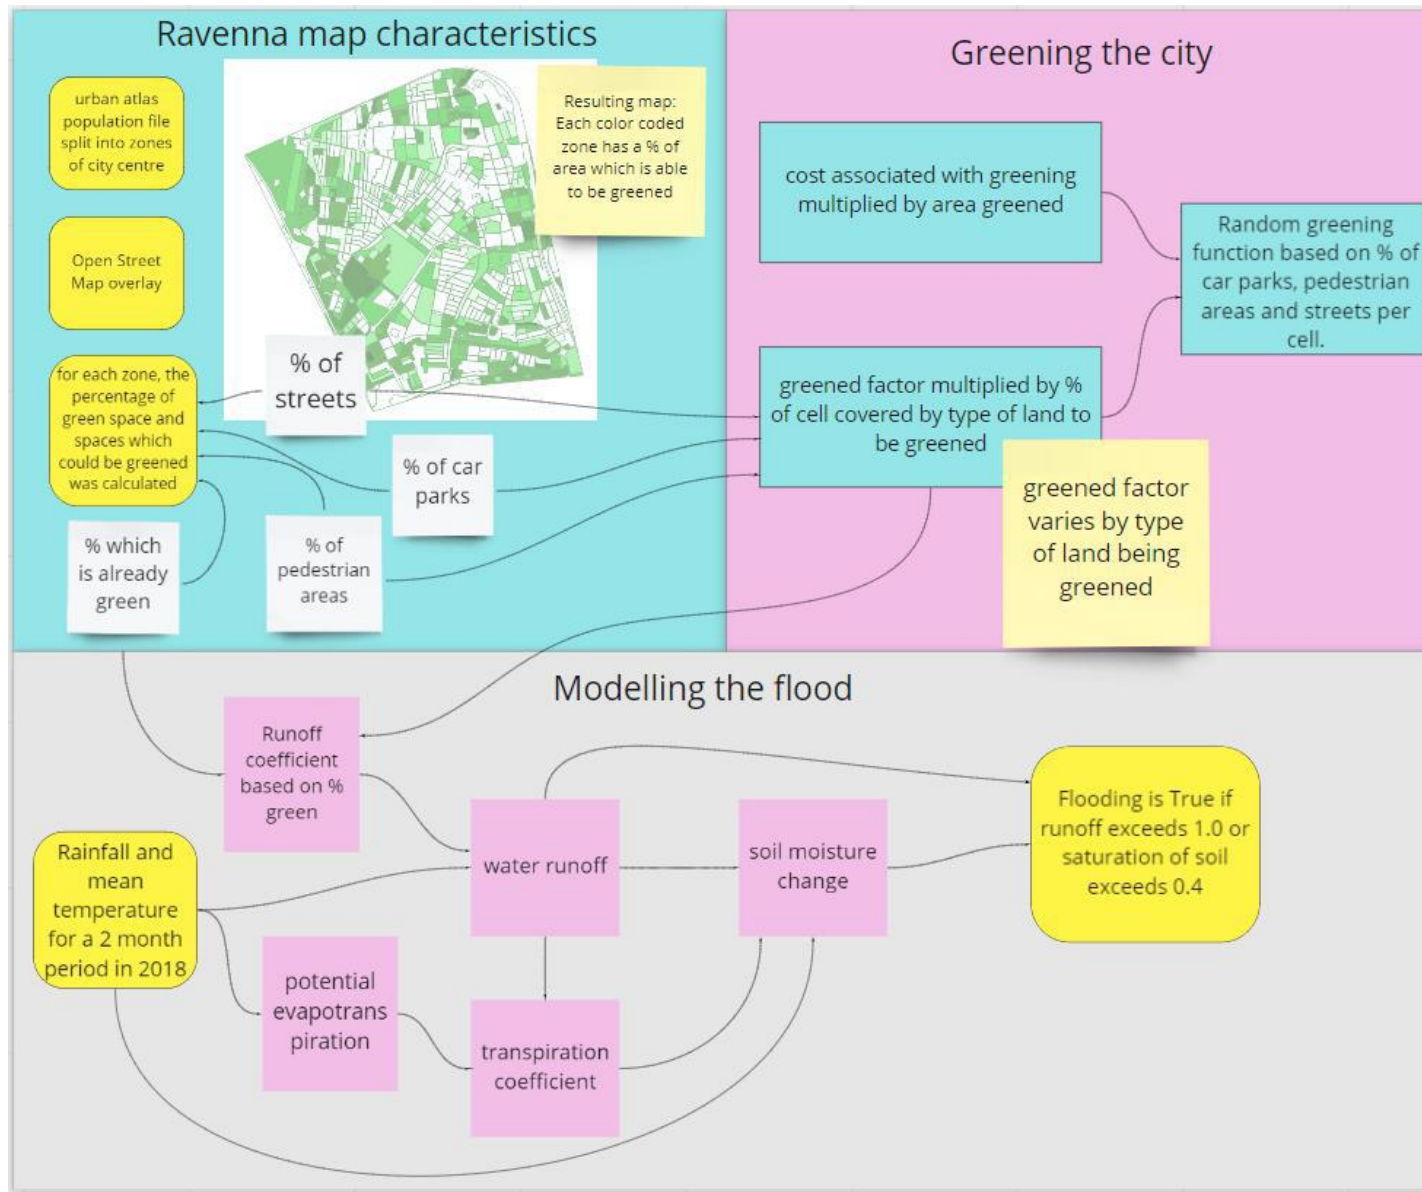 Ravenna map characteristics
urban atlas
population file
split into zones
of city centre
Resulting map:
Each color coded
zone has a % of
area which is able
to be greened
Open Street
Map overlay
for each zone, the
percentage of
green space and
spaces which
could be greened
was calculated
% of
streets
% of car
parks
% which
is already
green
% of
pedestrian
areas
Greening the city
cost associated with greening
multiplied by area greened
Random greening
function based on % of
car parks, pedestrian
areas and streets per
cell.
greened factor multiplied by %
of cell covered by type of land to
be greened
greened factor
varies by type
of land being
greened
Modelling the flood
Runoff
coefficient
based on %
green
Rainfall and
mean
temperature
for a 2 month
period in 2018
water runoff
soil moisture
change
Flooding is True if
runoff exceeds 1.0 or
saturation of soil
exceeds 0.4
potential
evapotrans
piration
transpiration
coefficient